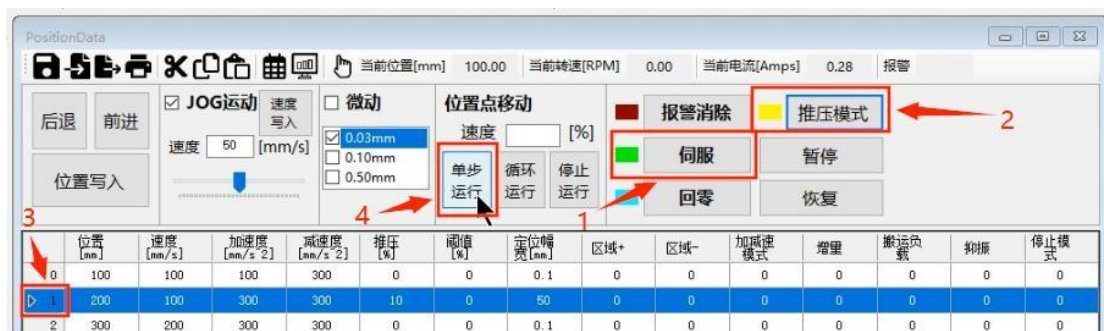 PositionData
当前位置[mm] 100.00 当前转速[RPM] 0.00 当前电流[Amps] 0.28 报警
后退 前进
位置写入
JOG运动 速度写入
速度 50 [mm/s]
微动
0.03mm
0.10mm
0.50mm
位置点移动
速度 [%]
单步运行 循环运行 停止运行
报警消除 推压模式
伺服 暂停
回零 恢复
1
2
3
4
位置[mm] 速度[mm/s] 加速度[mm/s^2] 减速度[mm/s^2] 推压[%] 阈值[%] 定位幅宽[mm] 区域+ 区域- 加减速模式 增里 搬运负载 抑振 停止模式
0 100 100 100 300 0 0 0.1 0 0 0 0 0 0 0
1 200 100 300 300 10 0 50 0 0 0 0 0 0 0
2 300 200 300 300 0 0 0.1 0 0 0 0 0 0 0